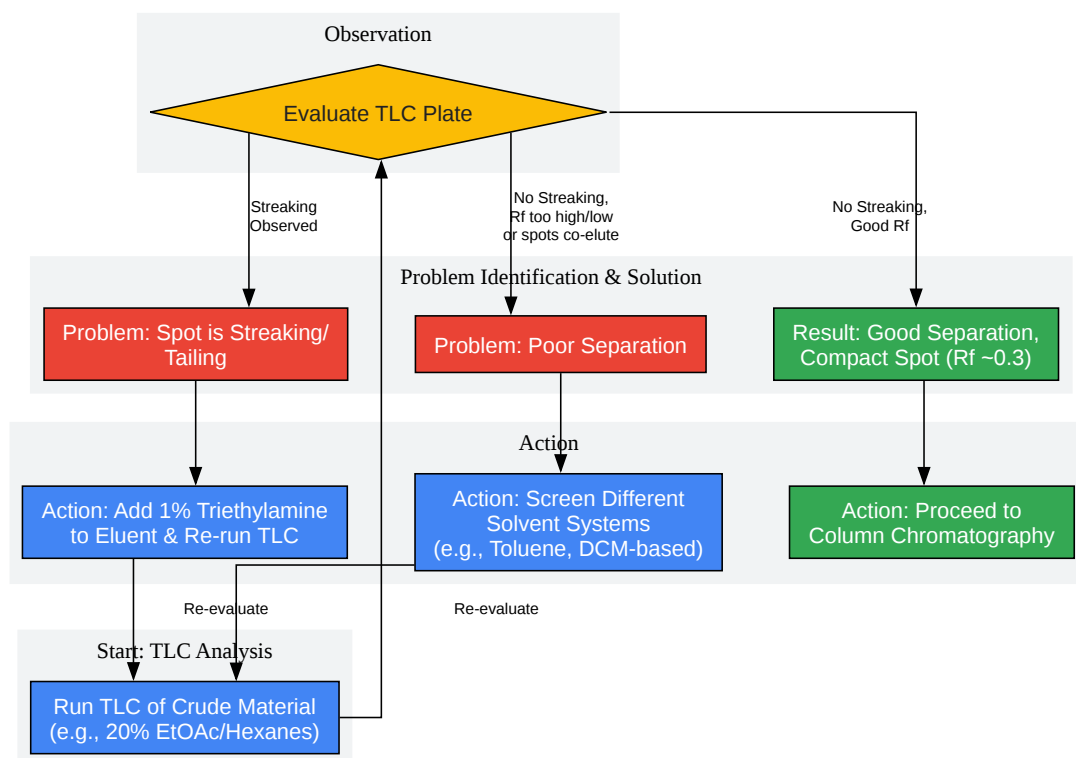 Observation
Evaluate TLC Plate
Streaking
Observed
No Streaking,
Rf too high/low
or spots co-elute
No Streaking,
Good Rf
Problem Identification & Solution
Problem: Spot is Streaking/
Tailing
Problem: Poor Separation
Result: Good Separation,
Compact Spot (Rf ~0.3)
Action
Action: Add 1% Triethylamine
to Eluent & Re-run TLC
Action: Screen Different
Solvent Systems
(e.g., Toluene, DCM-based)
Action: Proceed to
Column Chromatography
Re-evaluate
Re-evaluate
Start: TLC Analysis
Run TLC of Crude Material
(e.g., 20% EtOAc/Hexanes)